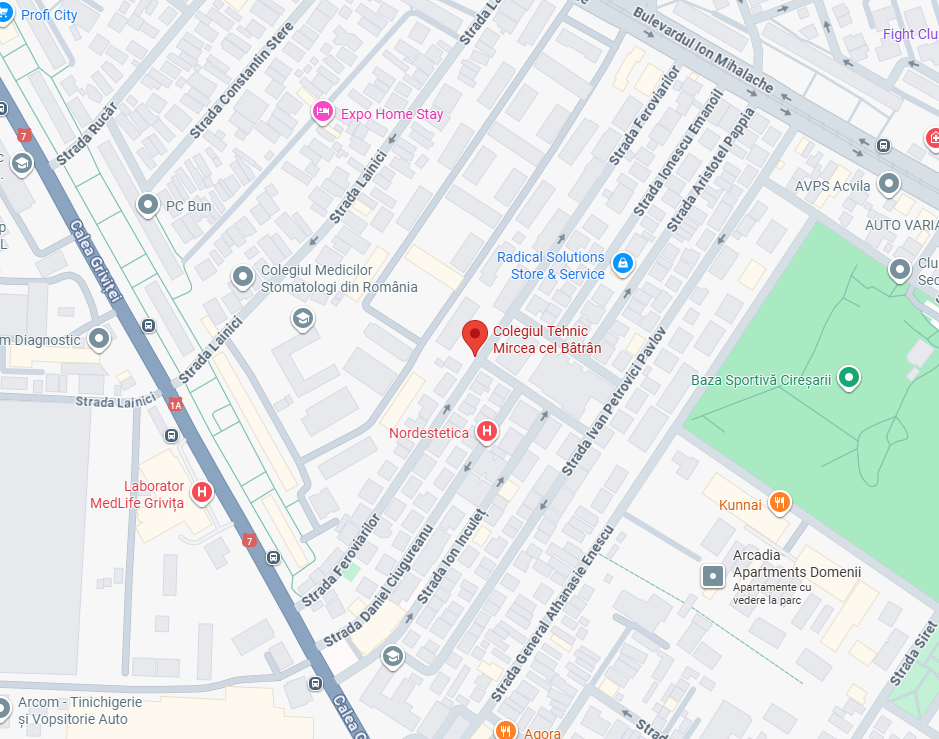 Profi City
Strada Constantin Stere
Strada La
Bulevardul Ion Mihalache
Fight Clu
7
Strada Rucăr
Expo Home Stay
Strada Lainici
Strada Feroviarilor
Strada Ionescu Emanoil
Strada Aristotel Pappia
AVPS Acvila
PC Bun
AUTO VARIA
Calea Griviței
L
Colegiul Medicilor
Stomatologi din România
Radical Solutions
Store & Service
Clu
Sec
m Diagnostic
Strada Lainici
Colegiul Tehnic
Mircea cel Bâtrân
Baza Sportivă Cireșarii
Strada Lainici
1A
Nordestetica
H
Strada Ivan Petrovici Pavlov
Laborator
MedLife Grivița
H
Kunnai
7
Strada Feroviarilor
Strada Daniel Ciugureanu
Strada Ion Inculeț
Strada General Athanasie Enescu
Arcadia
Apartments Domenii
Apartamente cu
vedere la parc
Strada Siret
Arcom - Tinichigerie
și Vopsitorie Auto
Calea G
Agora
Strad